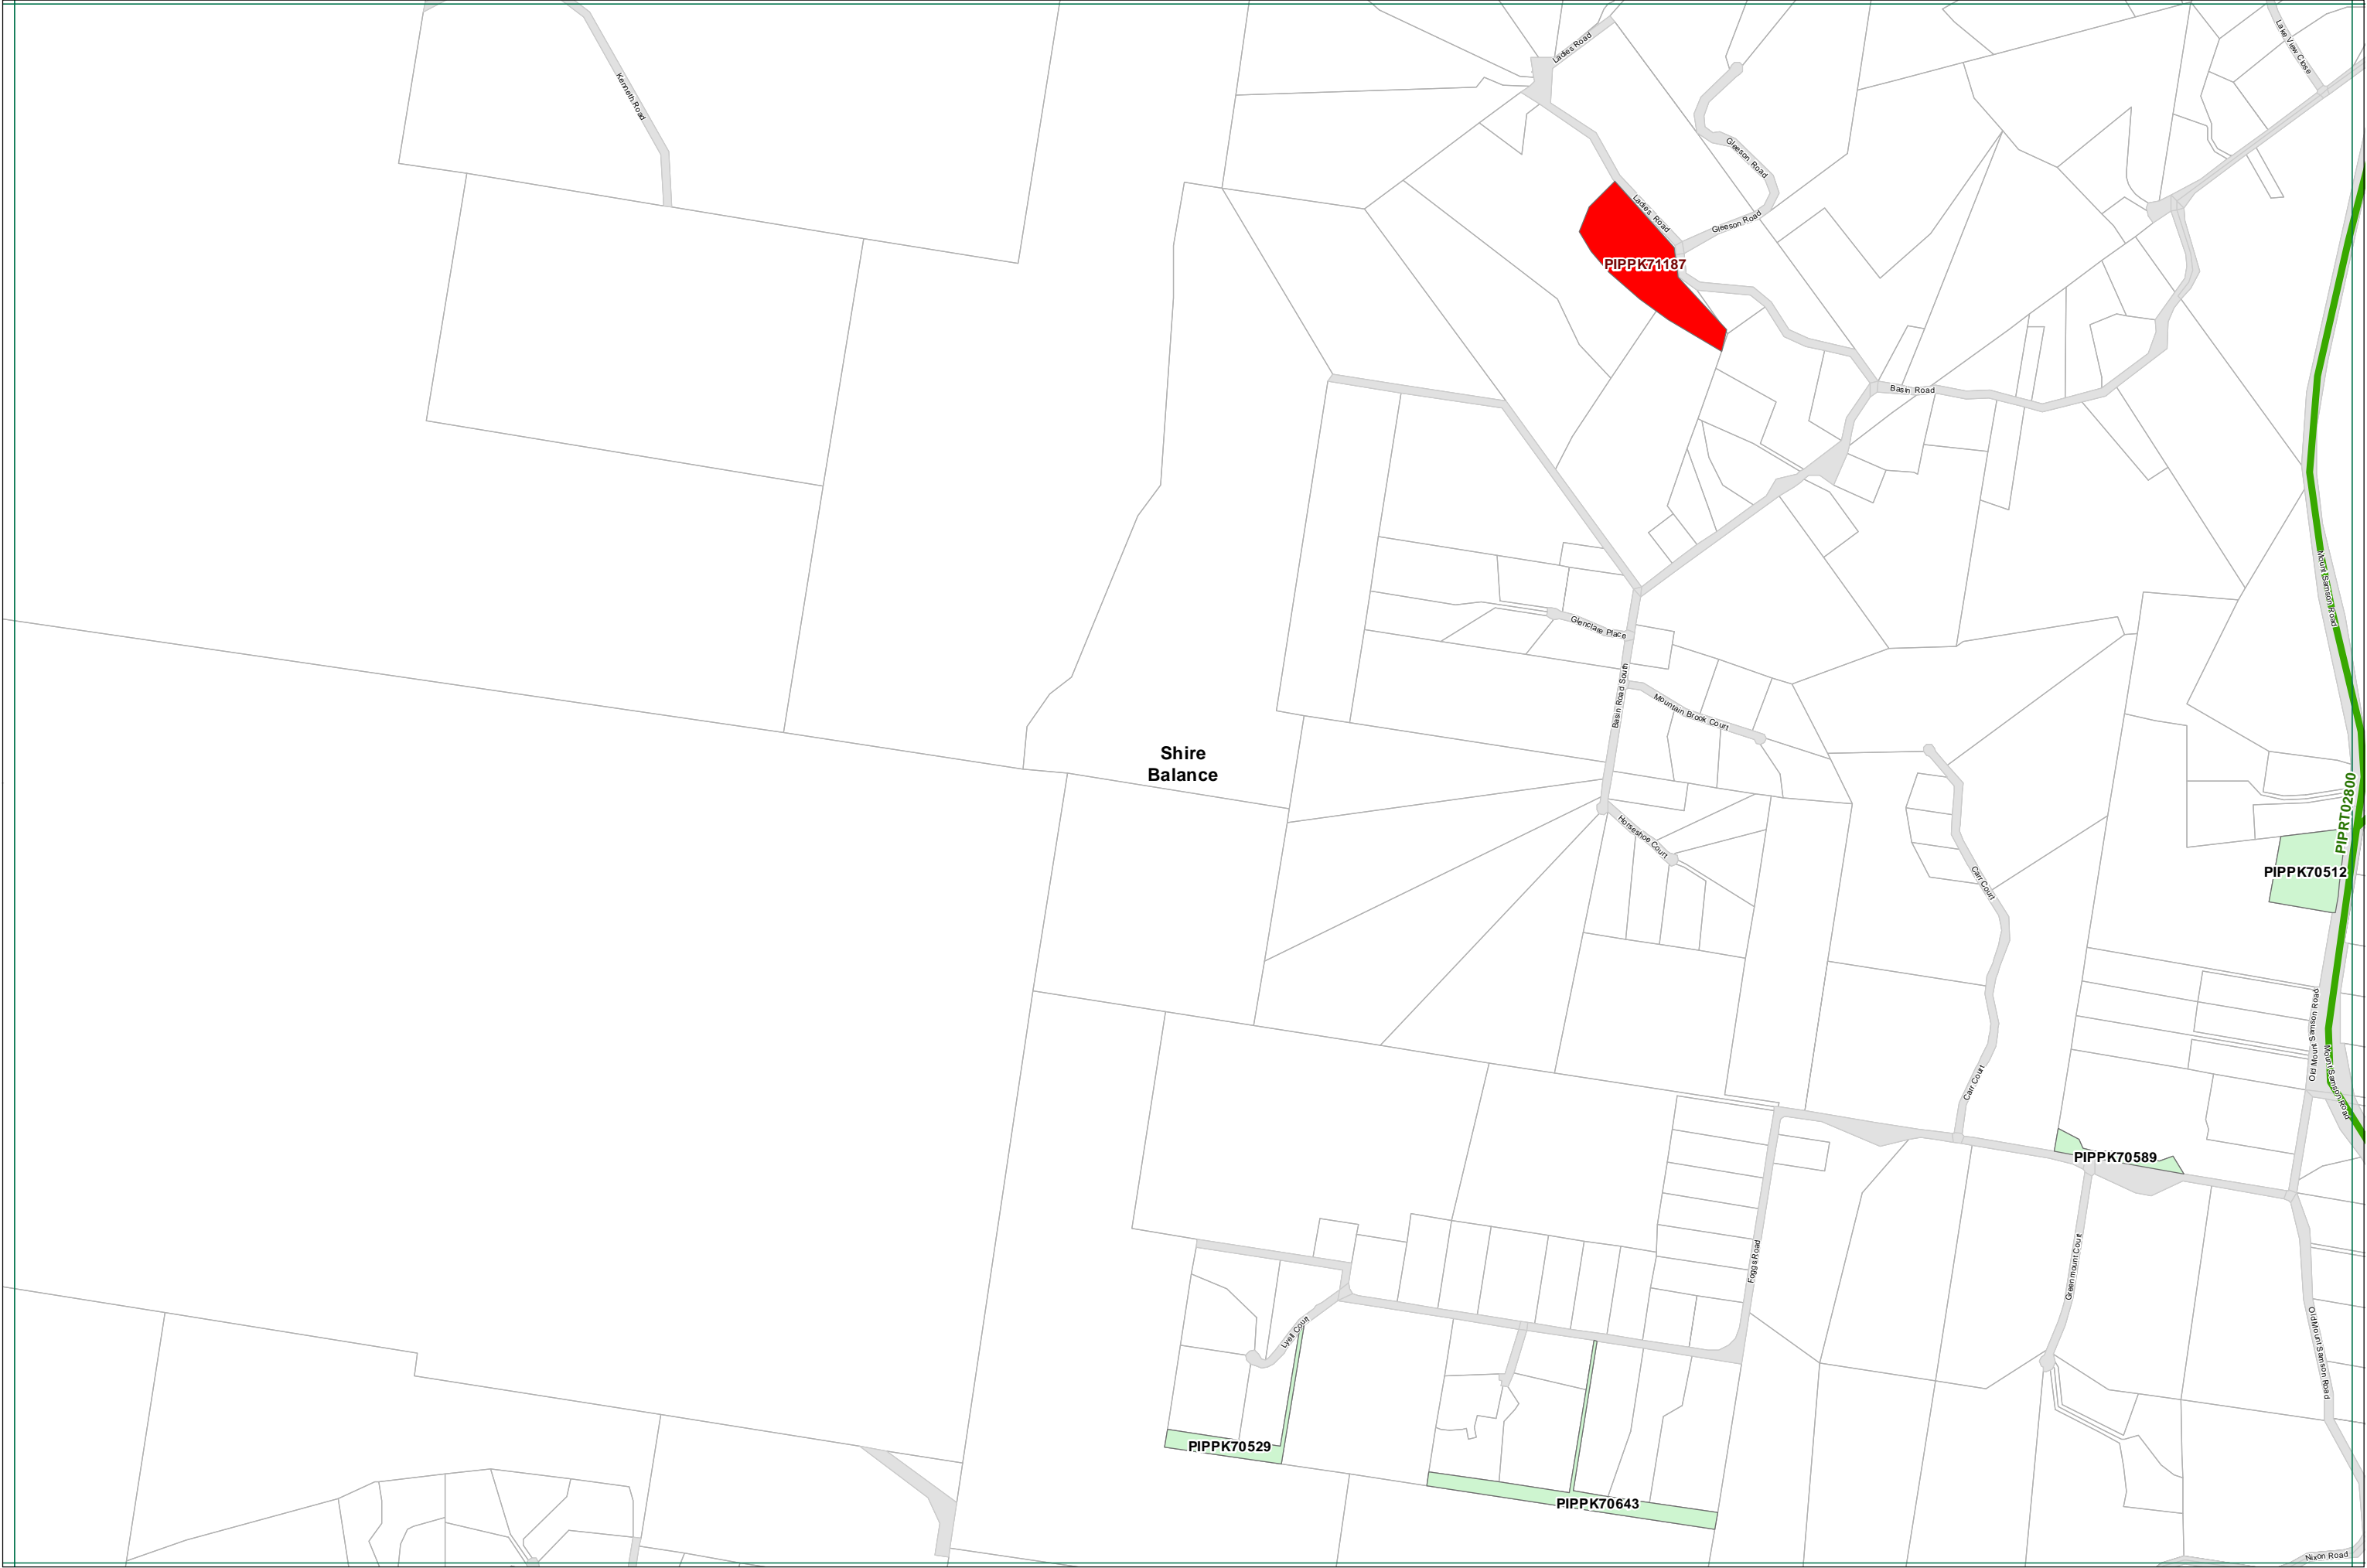 Kenneth Road
Ladies Road
Lake View Close
Gleeson Road
Ladies Road
Gleeson Road
PIPPK71187
Basin Road
Mount Samson Road
Glenclare Place
Basin Road South
Mountain Brook Court
Shire
Balance
Horseshoe Court
PIPRT02800
PIPPK70512
Carr Court
Old Mount Samson Road
Mount Samson Road
Carr Court
PIPPK70589
Foggs Road
Greenmount Court
Lyell Court
Old Mount Samson Road
PIPPK70529
PIPPK70643
Nixon Road